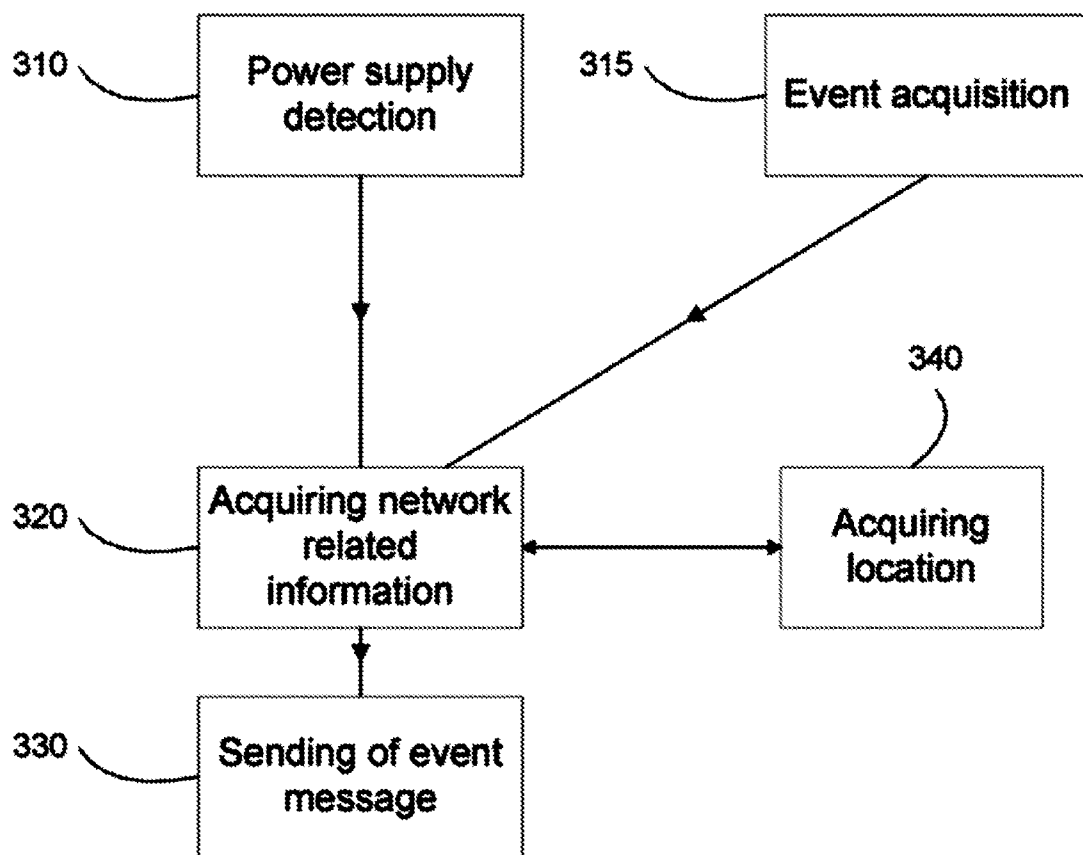 310
Power supply
detection
315
Event acquisition
340
320
Acquiring network
related
information
Acquiring
location
330
Sending of event
message